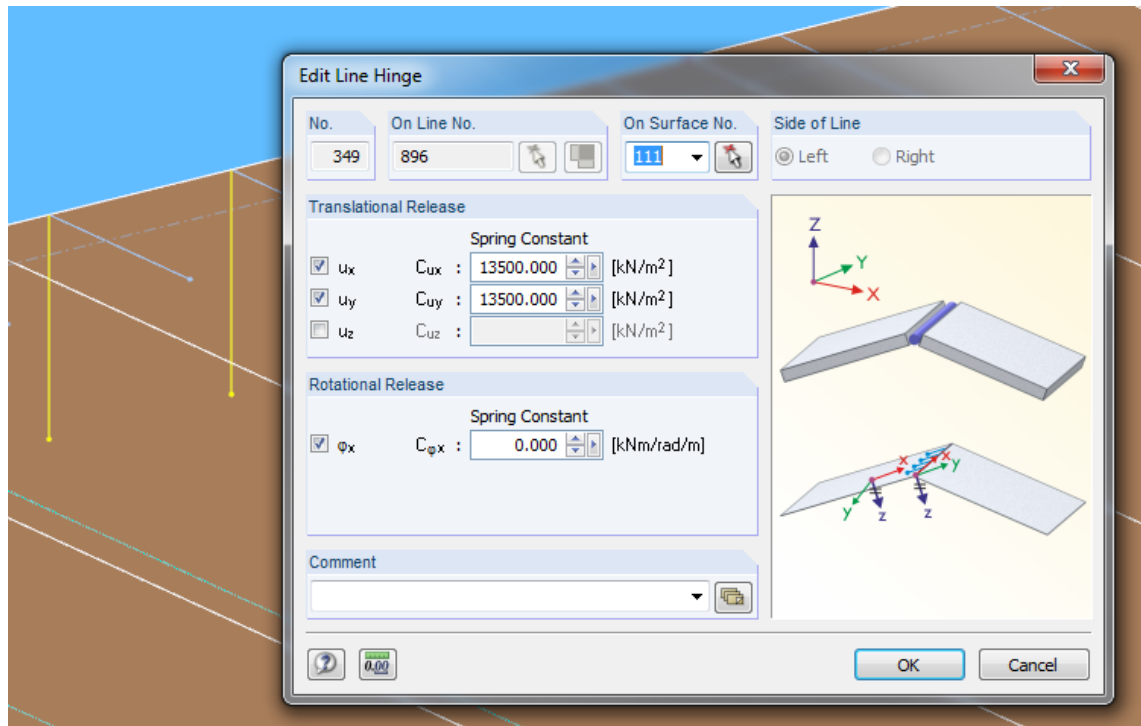 Edit Line Hinge
No. On Line No. On Surface No. Side of Line
349 896 111 Left Right
Translational Release
Spring Constant
ux Cux : 13500.000 [kN/m²]
uy Cuy : 13500.000 [kN/m²]
uz Cuz : [kN/m²]
Rotational Release
Spring Constant
φx Cφx : 0.000 [kNm/rad/m]
Comment
Z
Y
X
x x y
y z z
0.00 OK Cancel